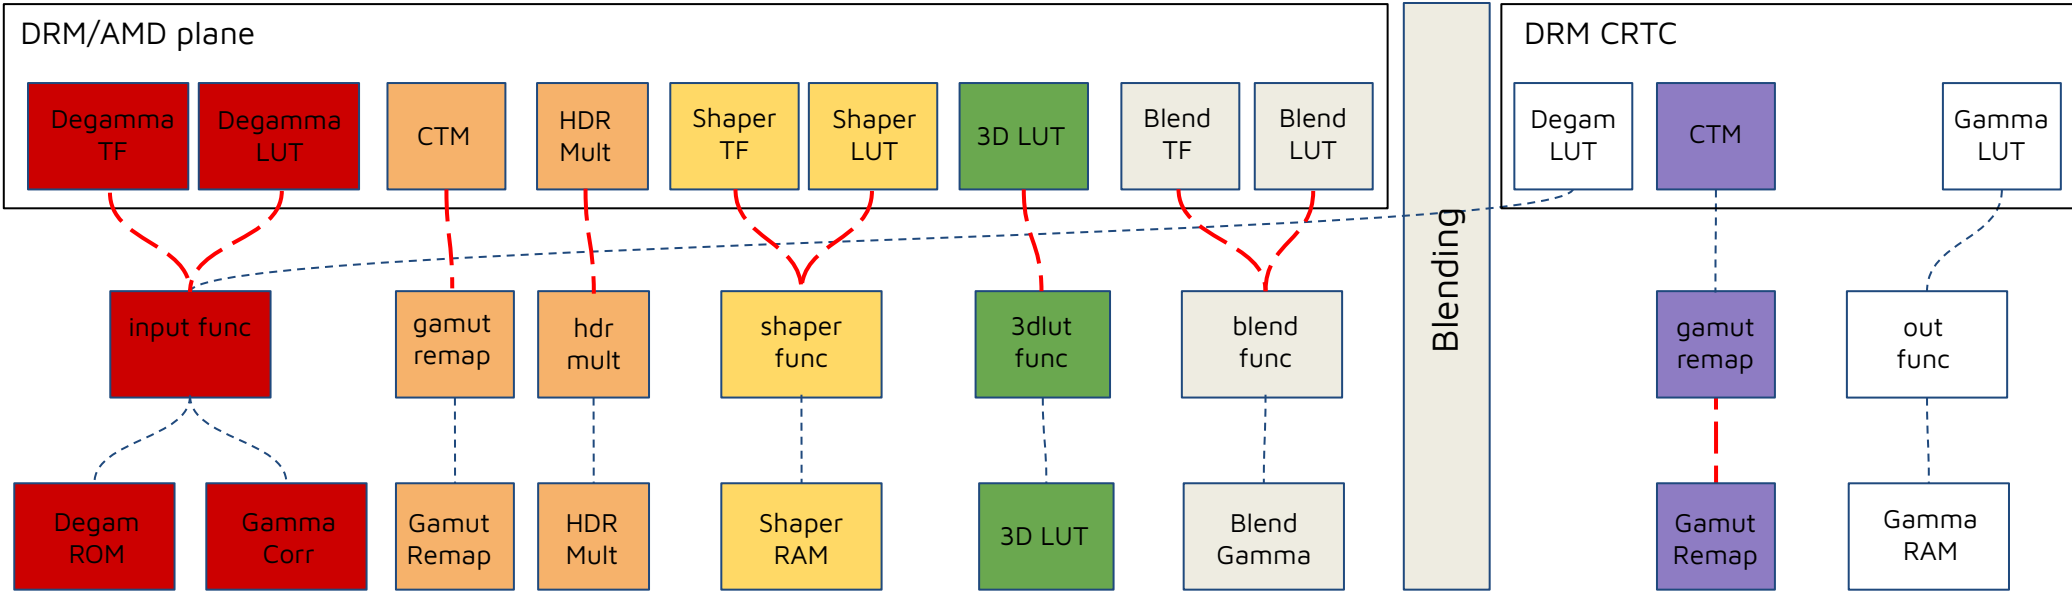 DRM/AMD plane
DRM CRTC
Degamma
TF
Degamma
LUT
CTM
HDR
Mult
Shaper
TF
Shaper
LUT
3D LUT
Blend
TF
Blend
LUT
Degam
LUT
CTM
Gamma
LUT
Blending
input func
gamut
remap
hdr
mult
shaper
func
3dlut
func
blend
func
gamut
remap
out
func
Degam
ROM
Gamma
Corr
Gamut
Remap
HDR
Mult
Shaper
RAM
3D LUT
Blend
Gamma
Gamut
Remap
Gamma
RAM